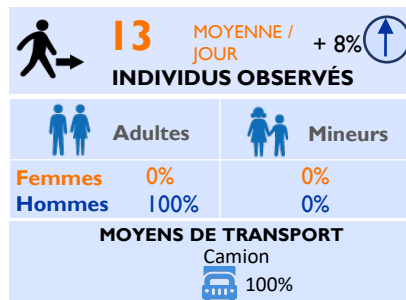 13 MOYENNE / JOUR + 8%
INDIVIDUS OBSERVÉS
Adultes Mineurs
Femmes 0% 0%
Hommes 100% 0%
MOYENS DE TRANSPORT
Camion
100%